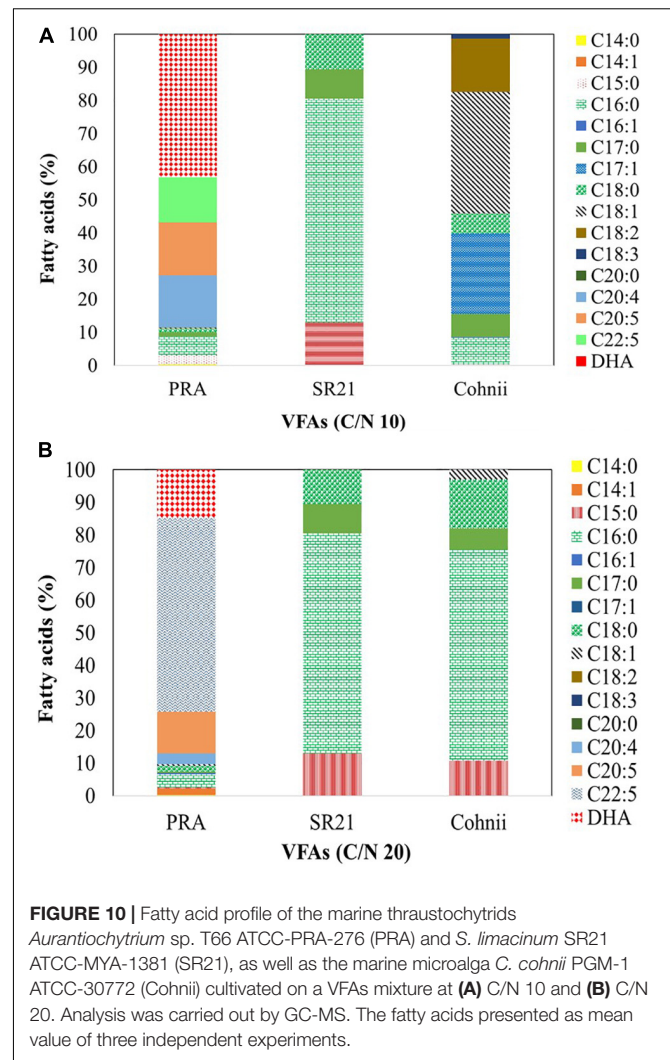 A
Fatty acids (%)
100
90
80
70
60
50
40
30
20
10
0
PRA SR21 Cohnii
VFAs (C/N 10)
C14:0
C14:1
C15:0
C16:0
C16:1
C17:0
C17:1
C18:0
C18:1
C18:2
C18:3
C20:0
C20:4
C20:5
C22:5
DHA
B
Fatty acids (%)
100
90
80
70
60
50
40
30
20
10
0
PRA SR21 Cohnii
VFAs (C/N 20)
C14:0
C14:1
C15:0
C16:0
C16:1
C17:0
C17:1
C18:0
C18:1
C18:2
C18:3
C20:0
C20:4
C20:5
C22:5
DHA
FIGURE 10 | Fatty acid profile of the marine thraustochytrids
Aurantiochytrium sp. T66 ATCC-PRA-276 (PRA) and S. limacinum SR21
ATCC-MYA-1381 (SR21), as well as the marine microalga C. cohnii PGM-1
ATCC-30772 (Cohnii) cultivated on a VFAs mixture at (A) C/N 10 and (B) C/N
20. Analysis was carried out by GC-MS. The fatty acids presented as mean
value of three independent experiments.